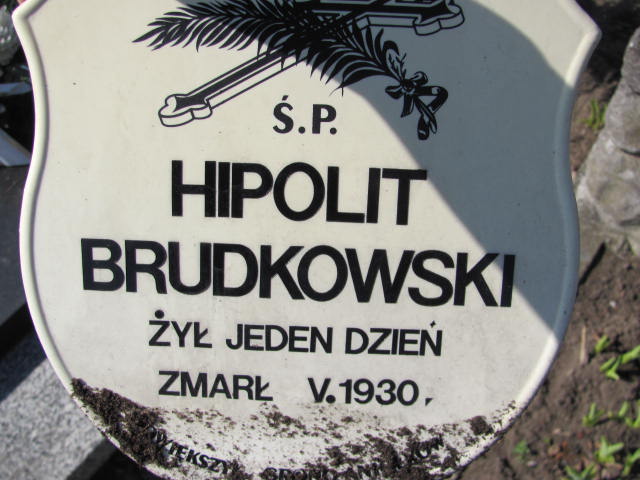 Ś.P.
HIPOLIT
BRUDKOWSKI
ŻYŁ JEDEN DZIEŃ
ZMARŁ V.1930.